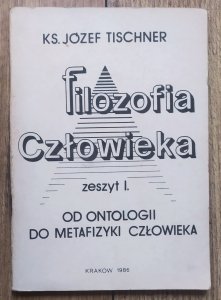 KS. JÓZEF TISCHNER
Filozofia
Człowieka
zeszyt I.
OD ONTOLOGII
DO METAFIZYKI CZŁOWIEKA
KRAKÓW 1986